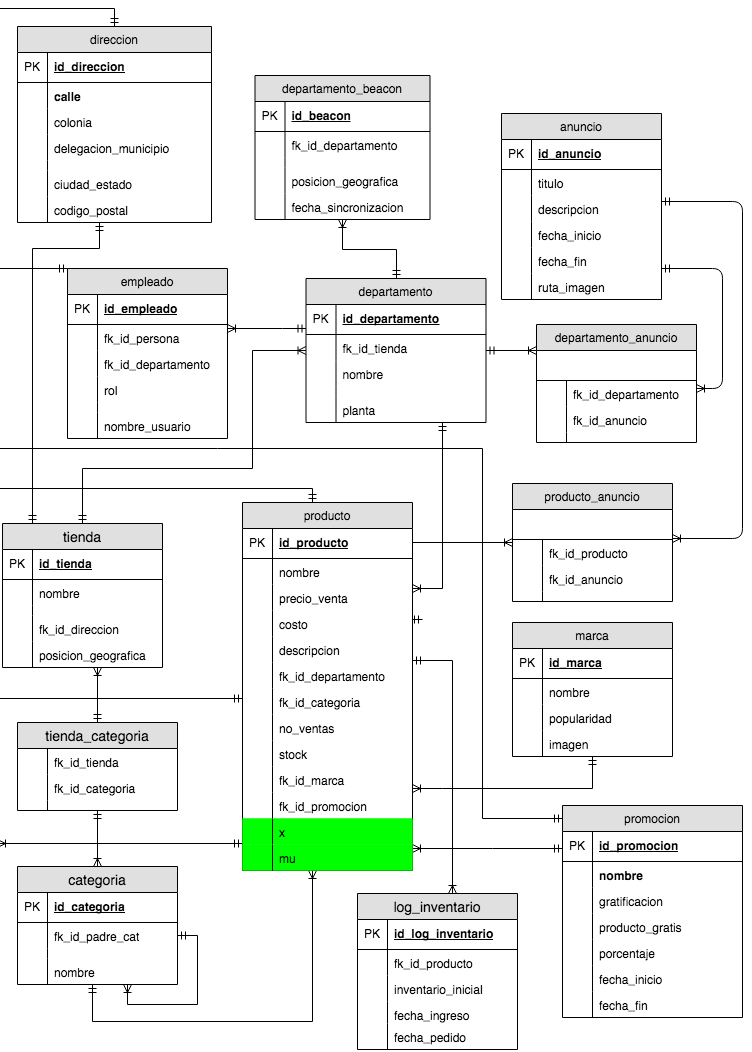 direccion
PK id_direccion
calle
colonia
delegacion_municipio
ciudad_estado
codigo_postal
departamento_beacon
PK id_beacon
fk_id_departamento
posicion_geografica
fecha_sincronizacion
anuncio
PK id_anuncio
titulo
descripcion
fecha_inicio
fecha_fin
ruta_imagen
empleado
PK id_empleado
fk_id_persona
fk_id_departamento
rol
nombre_usuario
departamento
PK id_departamento
fk_id_tienda
nombre
planta
departamento_anuncio
fk_id_departamento
fk_id_anuncio
tienda
PK id_tienda
nombre
fk_id_direccion
posicion_geografica
producto
PK id_producto
nombre
precio_venta
costo
descripcion
fk_id_departamento
fk_id_categoria
no_ventas
stock
fk_id_marca
fk_id_promocion
x
mu
producto_anuncio
fk_id_producto
fk_id_anuncio
marca
PK id_marca
nombre
popularidad
imagen
tienda_categoria
fk_id_tienda
fk_id_categoria
categoria
PK id_categoria
fk_id_padre_cat
nombre
log_inventario
PK id_log_inventario
fk_id_producto
inventario_inicial
fecha_ingreso
fecha_pedido
promocion
PK id_promocion
nombre
gratificacion
producto_gratis
porcentaje
fecha_inicio
fecha_fin